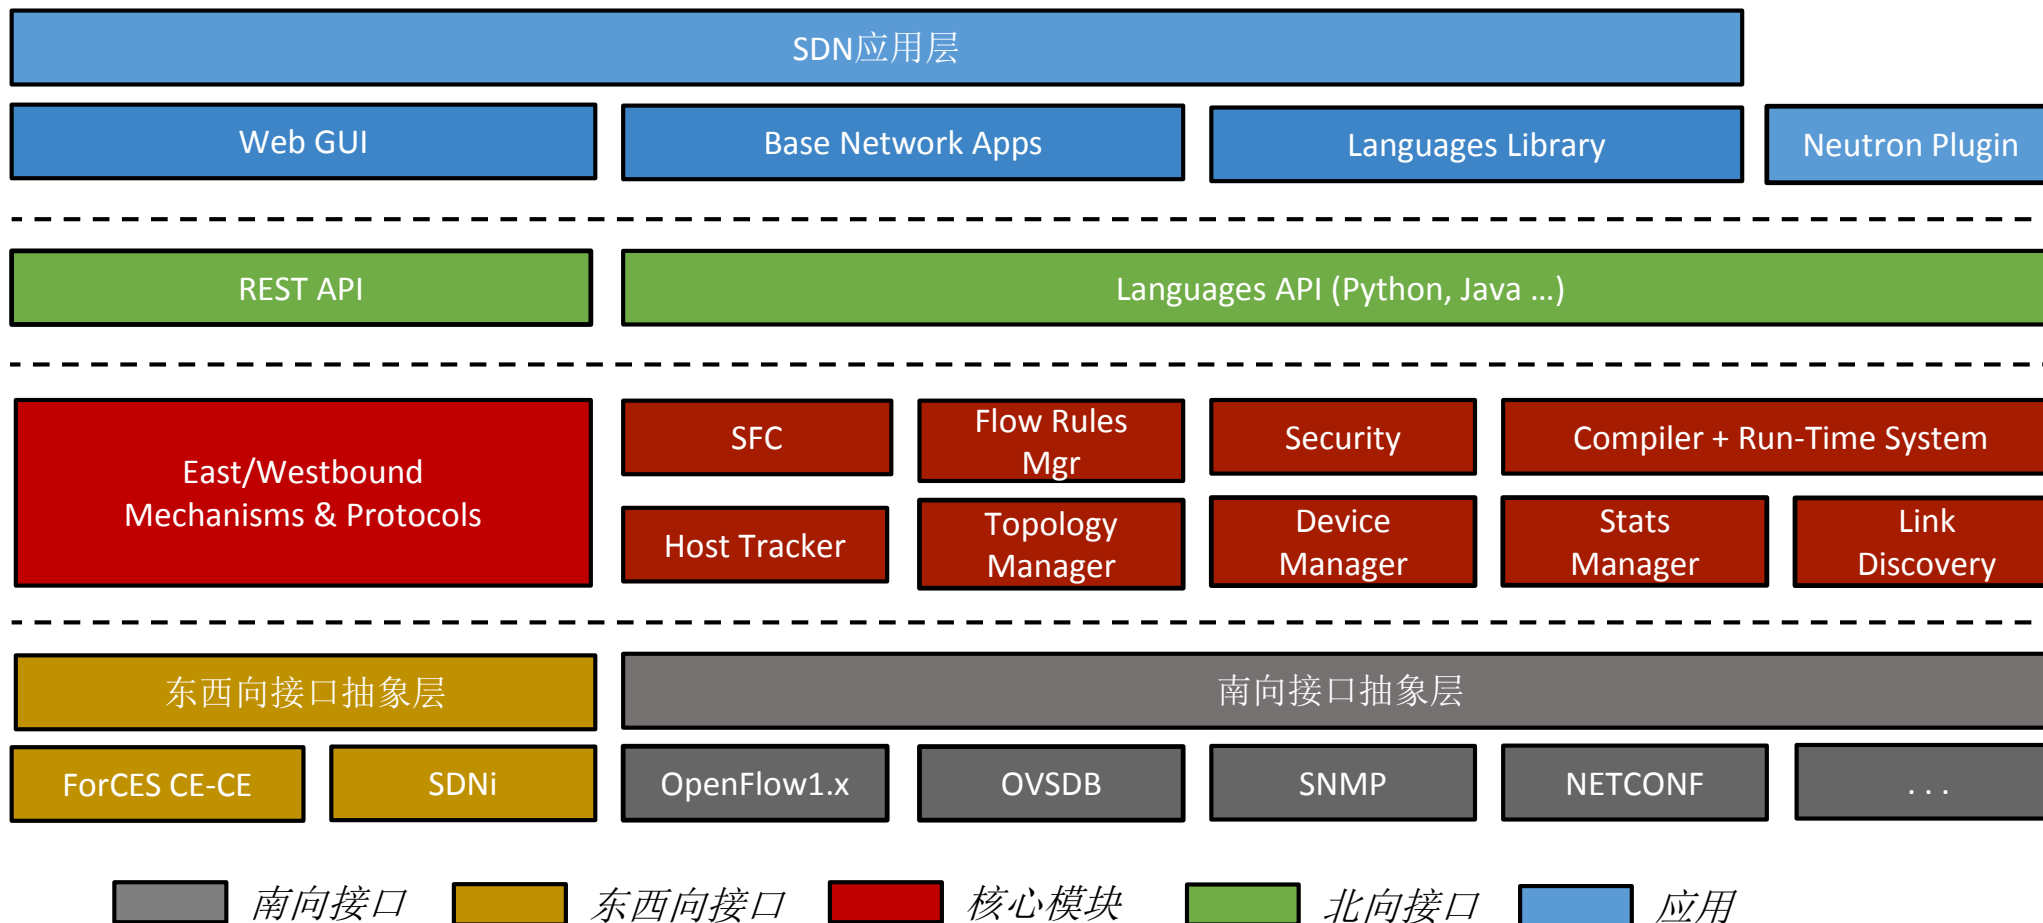 SDN应用层
Web GUI
Base Network Apps
Languages Library
Neutron Plugin
REST API
Languages API (Python, Java ...)
East/Westbound
Mechanisms & Protocols
SFC
Flow Rules
Mgr
Security
Compiler + Run-Time System
Host Tracker
Topology
Manager
Device
Manager
Stats
Manager
Link
Discovery
东西向接口抽象层
南向接口抽象层
ForCES CE-CE
SDNi
OpenFlow1.x
OVSDB
SNMP
NETCONF
. . .
南向接口
东西向接口
核心模块
北向接口
应用